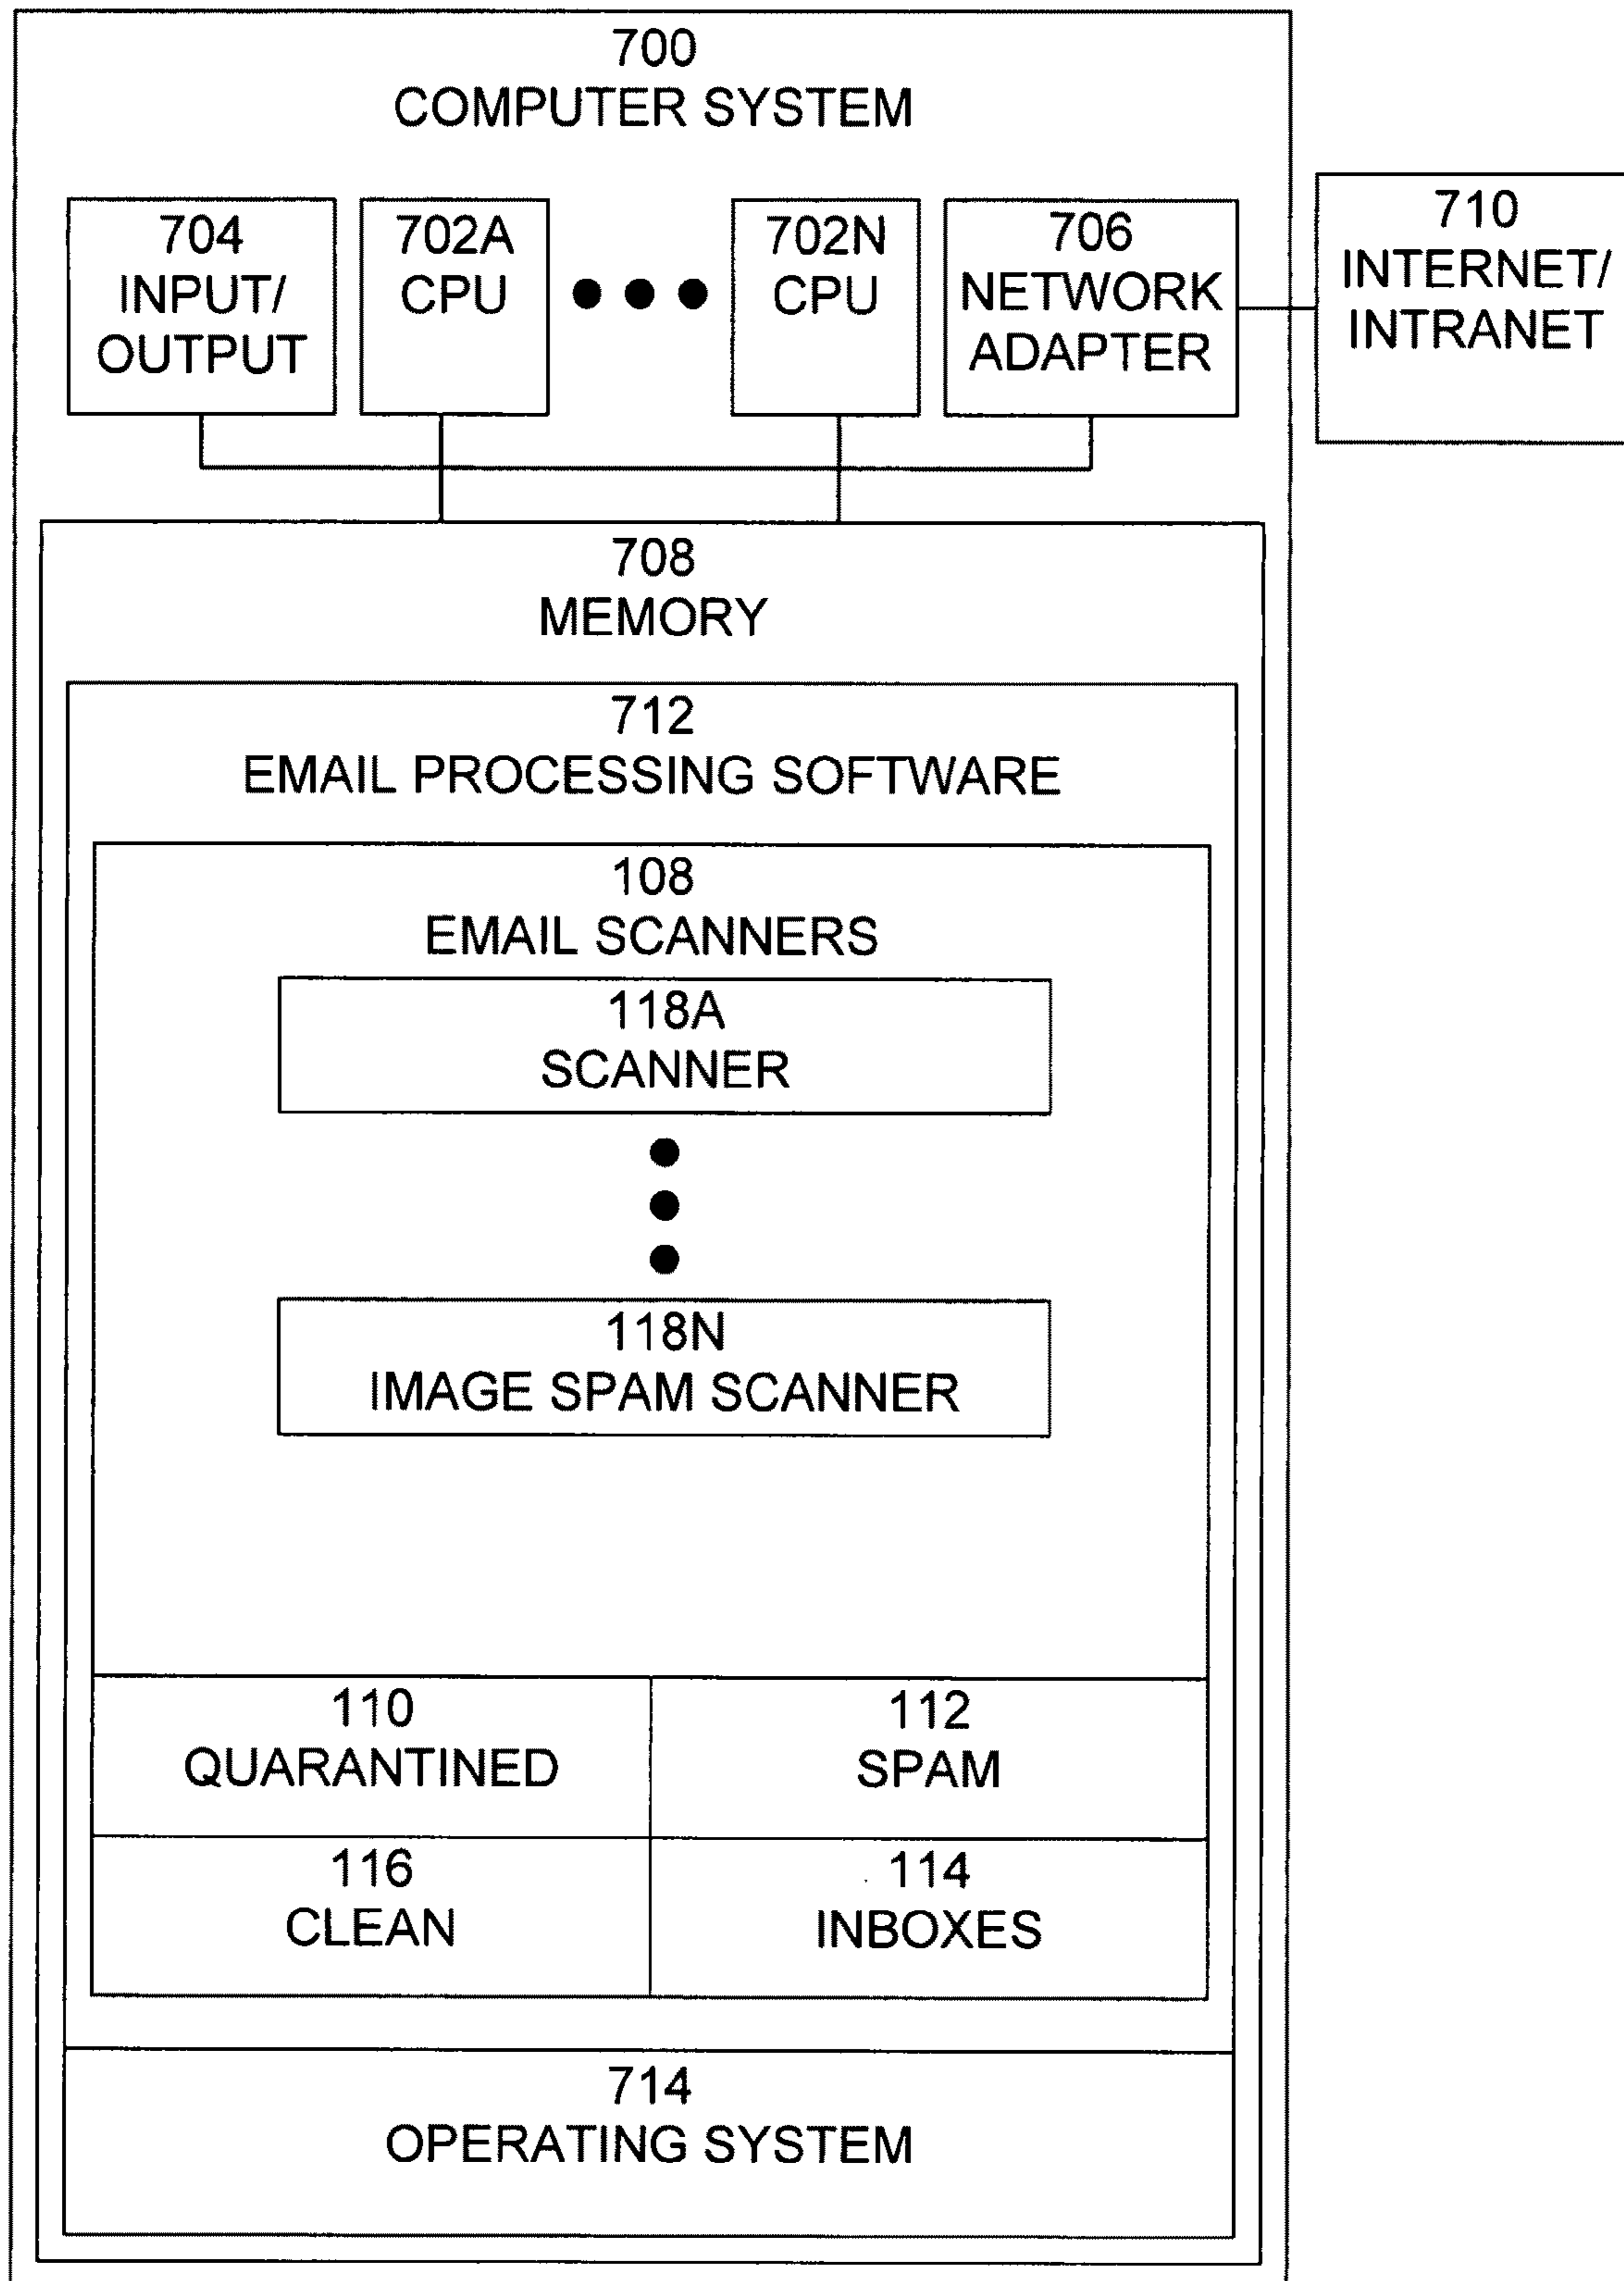 700
COMPUTER SYSTEM
704
INPUT/
OUTPUT
702A
CPU
702N
CPU
706
NETWORK
ADAPTER
710
INTERNET/
INTRANET
708
MEMORY
712
EMAIL PROCESSING SOFTWARE
108
EMAIL SCANNERS
118A
SCANNER
118N
IMAGE SPAM SCANNER
110
QUARANTINED
112
SPAM
116
CLEAN
114
INBOXES
714
OPERATING SYSTEM